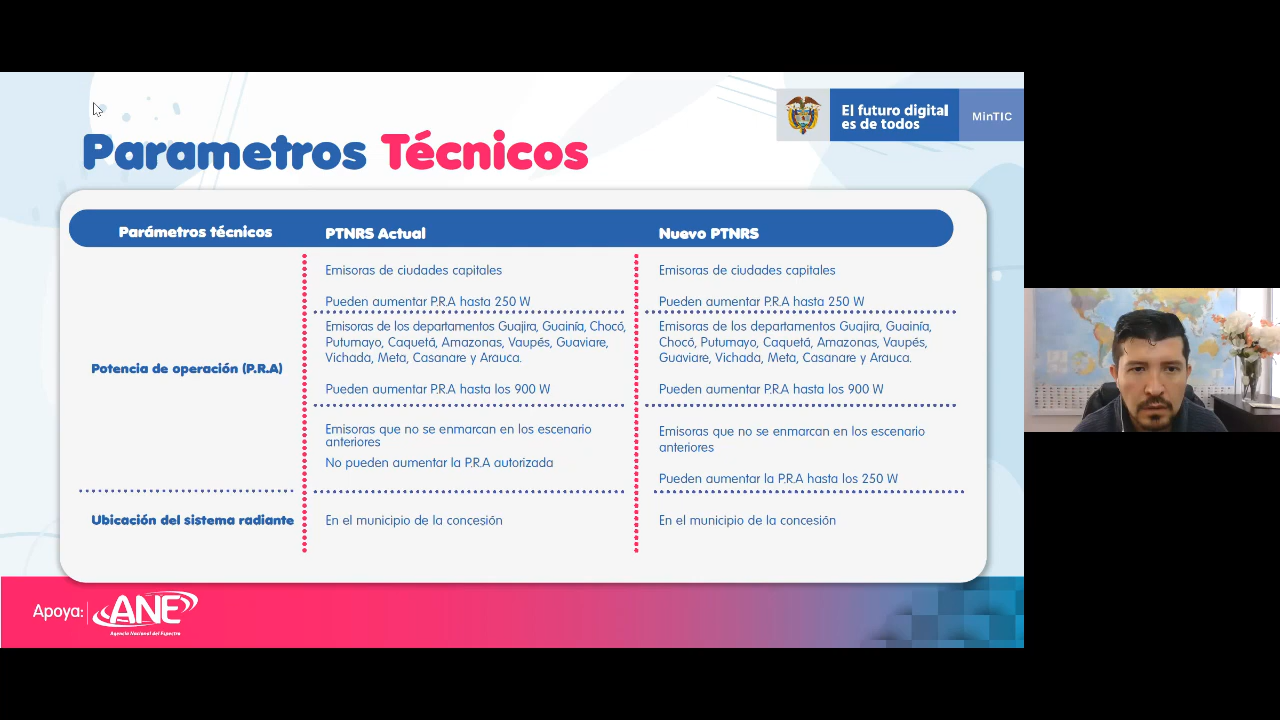 El futuro digital
es de todos
MinTIC
Parametros Técnicos
Parámetros técnicos
PTNRS Actual
Nuevo PTNRS
Potencia de operación (P.R.A)
Emisoras de ciudades capitales
Pueden aumentar P.R.A hasta 250 W
Emisoras de ciudades capitales
Pueden aumentar P.R.A hasta 250 W
Emisoras de los departamentos Guajira, Guainía, Chocó,
Putumayo, Caquetá, Amazonas, Vaupés, Guaviare,
Vichada, Meta, Casanare y Arauca.
Pueden aumentar P.R.A hasta los 900 W
Emisoras de los departamentos Guajira, Guainía,
Chocó, Putumayo, Caquetá, Amazonas, Vaupés,
Guaviare, Vichada, Meta, Casanare y Arauca.
Pueden aumentar P.R.A hasta los 900 W
Emisoras que no se enmarcan en los escenario
anteriores
No pueden aumentar la P.R.A autorizada
Emisoras que no se enmarcan en los escenario
anteriores
Pueden aumentar la P.R.A hasta los 250 W
Ubicación del sistema radiante
En el municipio de la concesión
En el municipio de la concesión
Apoya:
ANE
Agencia Nacional del Espectro